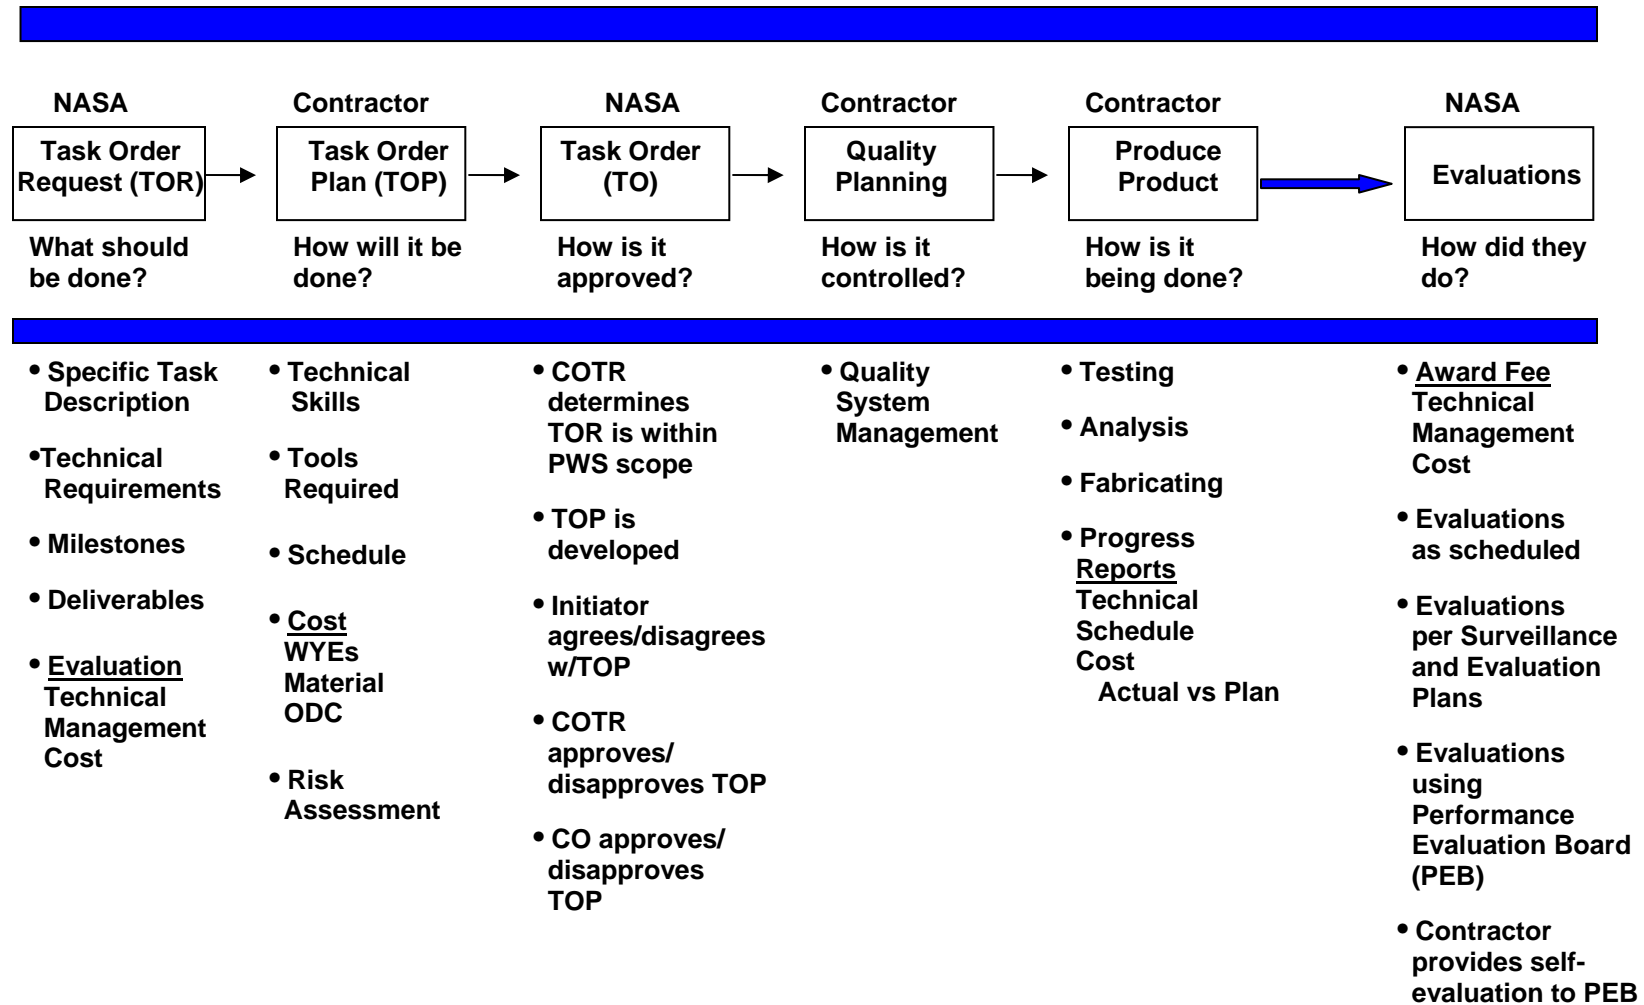 NASA
Task Order
Request (TOR)
What should
be done?
Contractor
Task Order
Plan (TOP)
How will it be
done?
NASA
Task Order
(TO)
How is it
approved?
Contractor
Quality
Planning
How is it
controlled?
Contractor
Produce
Product
How is it
being done?
NASA
Evaluations
How did they
do?
• Specific Task
Description
•Technical
Requirements
• Milestones
• Deliverables
• Evaluation
Technical
Management
Cost
• Technical
Skills
• Tools
Required
• Schedule
• Cost
WYEs
Material
ODC
• Risk
Assessment
• COTR
determines
TOR is within
PWS scope
• TOP is
developed
• Initiator
agrees/disagrees
w/TOP
• COTR
approves/
disapproves TOP
• CO approves/
disapproves
TOP
• Quality
System
Management
• Testing
• Analysis
• Fabricating
• Progress
Reports
Technical
Schedule
Cost
Actual vs Plan
• Award Fee
Technical
Management
Cost
• Evaluations
as scheduled
• Evaluations
per Surveillance
and Evaluation
Plans
• Evaluations
using
Performance
Evaluation Board
(PEB)
• Contractor
provides self-
evaluation to PEB